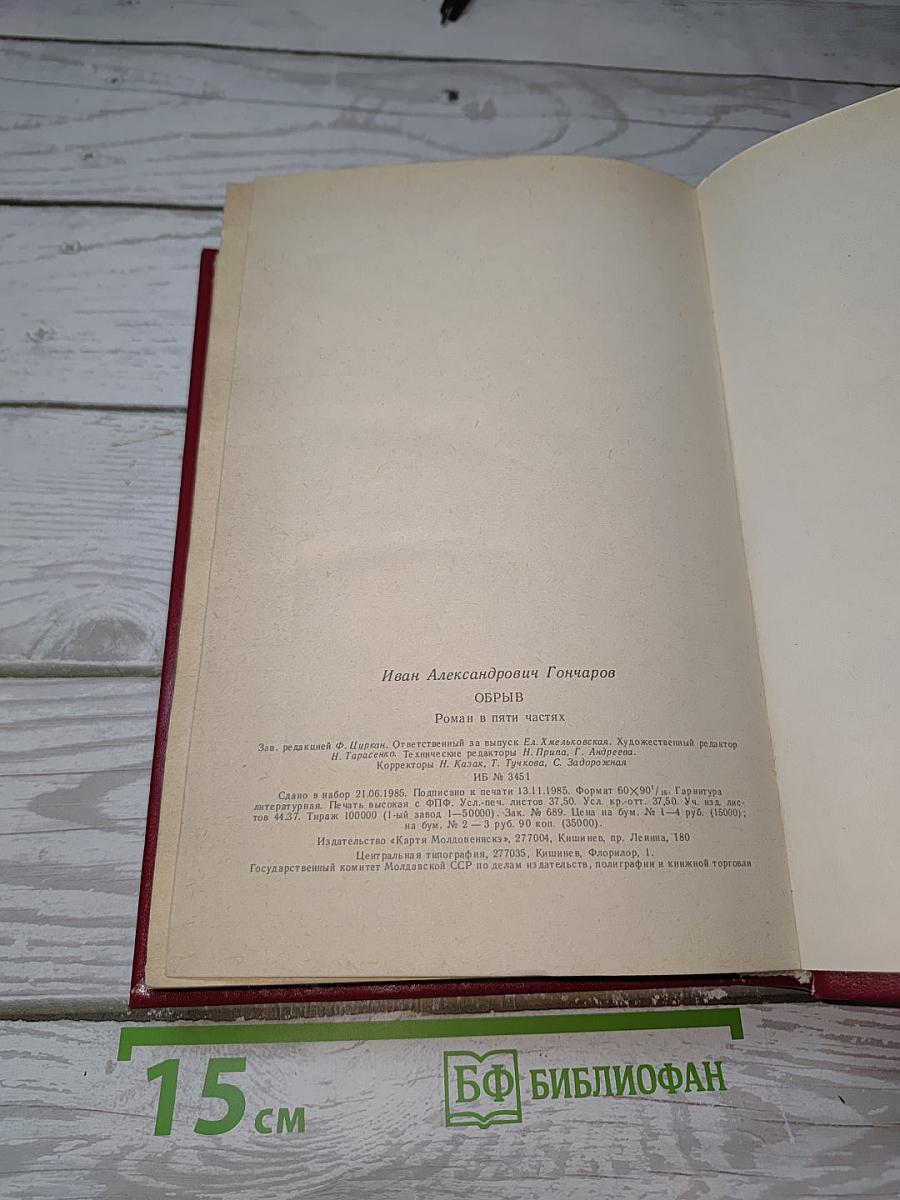 Иван Александрович Гончаров
ОБРЫВ
Роман в пяти частях
Зав. редакцией Ф. Циркан. Ответственный за выпуск Ел. Хмельковская. Художественный редактор
Н. Тарасенко. Технические редакторы Н. Припа, Г. Андреева.
Корректоры Н. Казак, Т. Тучкова, С. Задорожная
ИБ № 3451
Сдано в набор 21.06.1985. Подписано к печати 13.11.1985. Формат 60×90¹/₁₆. Гарнитура
литературная. Печать высокая с ФПФ. Усл.-печ. листов 37,50. Усл. кр.-отт. 37,50. Уч. изд. лис-
тов 44.37. Тираж 100000 (1-ый завод 1—50000). Зак. № 689. Цена на бум. № 1—4 руб. (15000);
на бум. № 2 — 3 руб. 90 коп. (35000).
Издательство «Картя Молдовеняскэ», 277004, Кишинев, пр. Ленина, 180
Центральная типография, 277035, Кишинев, Флорилор, 1.
Государственный комитет Молдавской ССР по делам издательств, полиграфии и книжной торговли
15 см
БФ БИБЛИОФАН